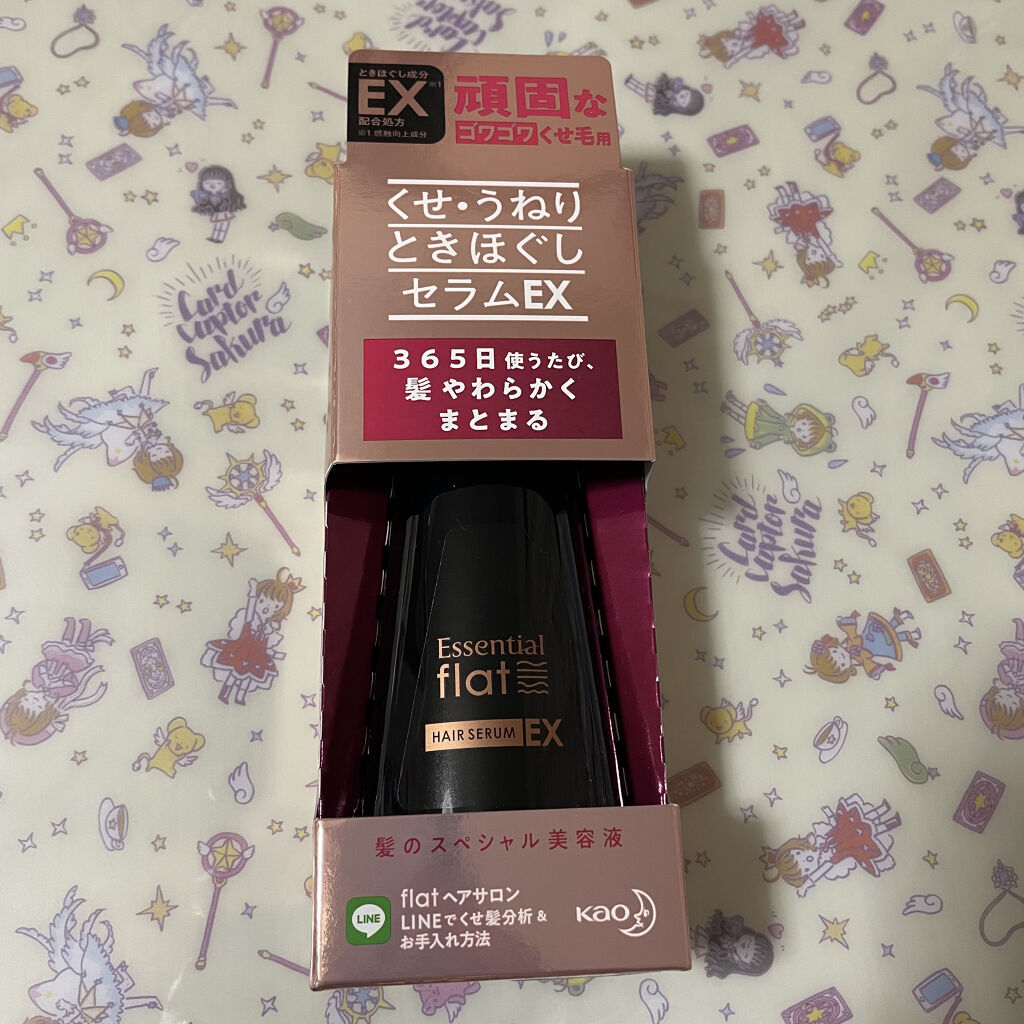 ときほぐし成分
EX※1
配合処方
※1 感触向上成分
頑固な
ゴワゴワくせ毛用
くせ・うねり
ときほぐし
セラムEX
365日 使うたび、
髪 やわらかく
まとまる
Essential
flat
HAIR SERUM EX
髪のスペシャル美容液
LINE
flat ヘアサロン
LINEでくせ髪分析 &
お手入れ方法
Kao
Card
Captor
Sakura
Card
Captor
Sakura